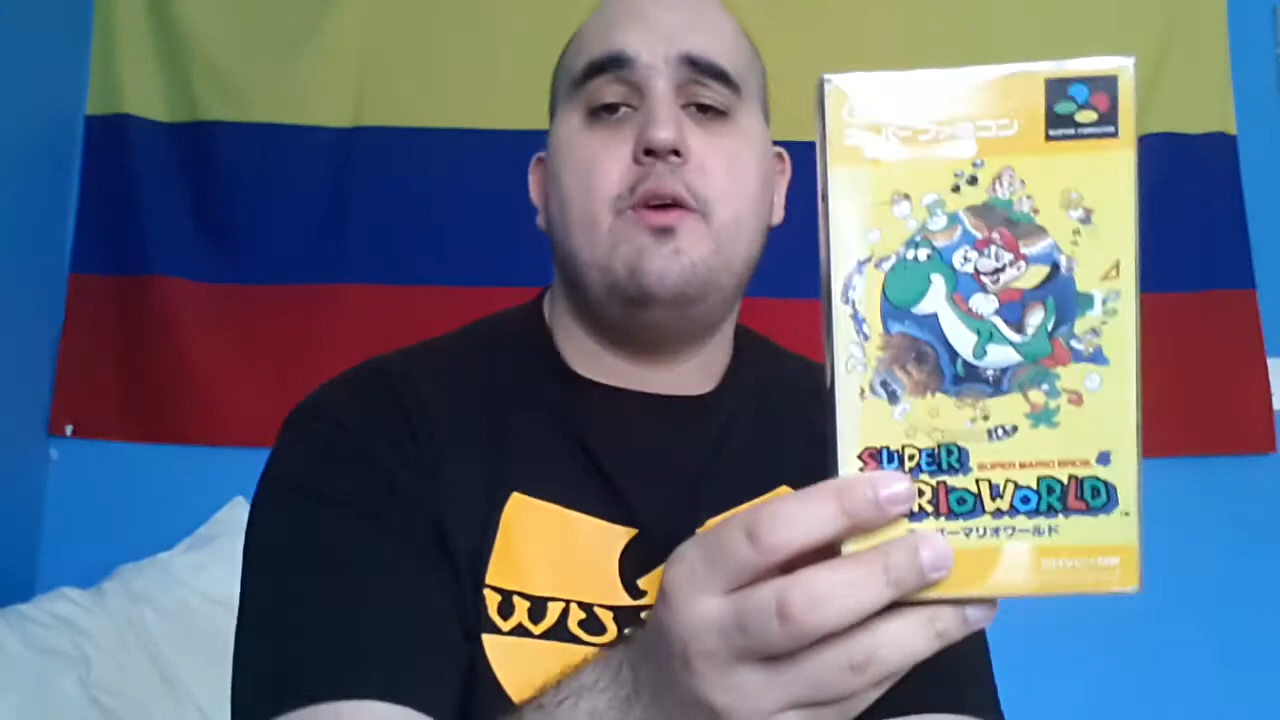 スーパーファミコン
SUPER FAMICOM
SUPER
SUPER MARIO BROS. 4
RIO WORLD
ーマリオワールド
WU